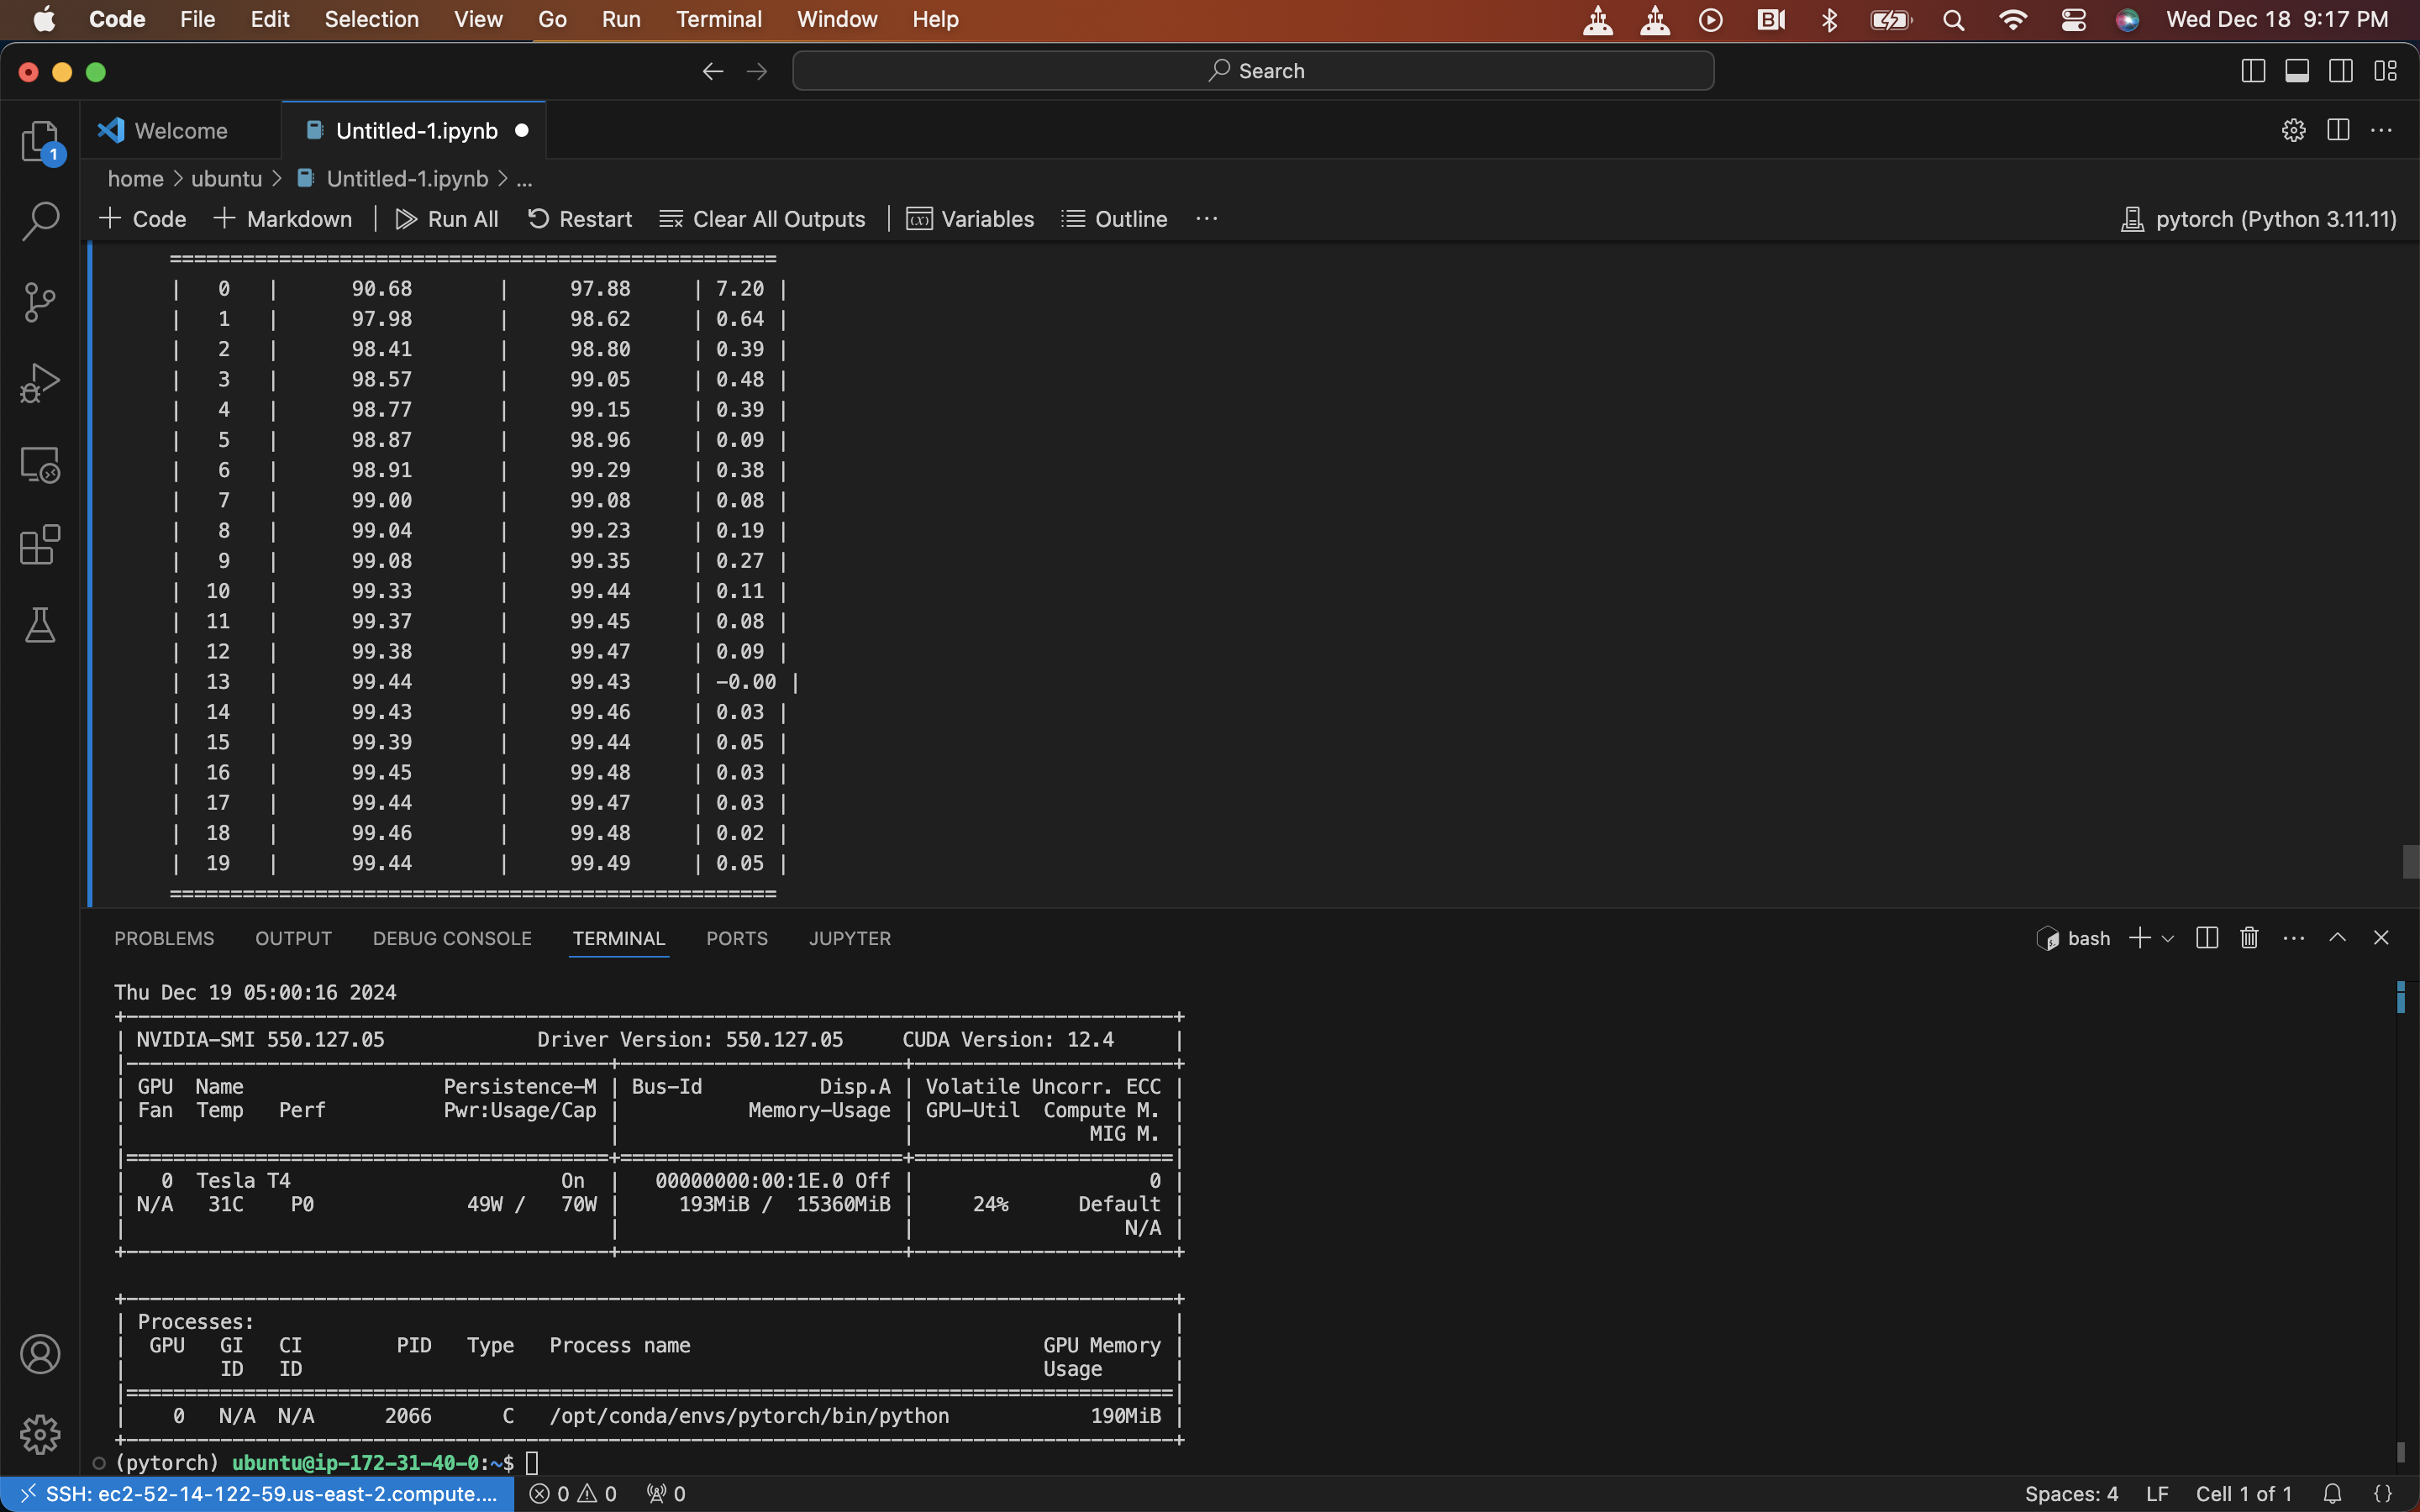 Code File Edit Selection View Go Run Terminal Window Help Wed Dec 18 9:17 PM
Search
Welcome Untitled-1.ipynb
1
home > ubuntu > Untitled-1.ipynb > ...
Code Markdown Run All Restart Clear All Outputs Variables Outline ... pytorch (Python 3.11.11)
==================================================
| 0 | 90.68 | 97.88 | 7.20 |
| 1 | 97.98 | 98.62 | 0.64 |
| 2 | 98.41 | 98.80 | 0.39 |
| 3 | 98.57 | 99.05 | 0.48 |
| 4 | 98.77 | 99.15 | 0.39 |
| 5 | 98.87 | 98.96 | 0.09 |
| 6 | 98.91 | 99.29 | 0.38 |
| 7 | 99.00 | 99.08 | 0.08 |
| 8 | 99.04 | 99.23 | 0.19 |
| 9 | 99.08 | 99.35 | 0.27 |
| 10 | 99.33 | 99.44 | 0.11 |
| 11 | 99.37 | 99.45 | 0.08 |
| 12 | 99.38 | 99.47 | 0.09 |
| 13 | 99.44 | 99.43 | -0.00 |
| 14 | 99.43 | 99.46 | 0.03 |
| 15 | 99.39 | 99.44 | 0.05 |
| 16 | 99.45 | 99.48 | 0.03 |
| 17 | 99.44 | 99.47 | 0.03 |
| 18 | 99.46 | 99.48 | 0.02 |
| 19 | 99.44 | 99.49 | 0.05 |
==================================================
PROBLEMS OUTPUT DEBUG CONSOLE TERMINAL PORTS JUPYTER bash
Thu Dec 19 05:00:16 2024
| NVIDIA-SMI 550.127.05 Driver Version: 550.127.05 CUDA Version: 12.4 |
| GPU Name Persistence-M | Bus-Id Disp.A | Volatile Uncorr. ECC |
| Fan Temp Perf Pwr:Usage/Cap | Memory-Usage | GPU-Util Compute M. |
| | | MIG M. |
| 0 Tesla T4 On | 00000000:00:1E.0 Off | 0 |
| N/A 31C P0 49W / 70W | 193MiB / 15360MiB | 24% Default |
| | | N/A |
| Processes: |
| GPU GI CI PID Type Process name GPU Memory |
| ID ID Usage |
| 0 N/A N/A 2066 C /opt/conda/envs/pytorch/bin/python 190MiB |
(pytorch) ubuntu@ip-172-31-40-0:~$
SSH: ec2-52-14-122-59.us-east-2.compute.... 0 0 0 Spaces: 4 LF Cell 1 of 1 {}